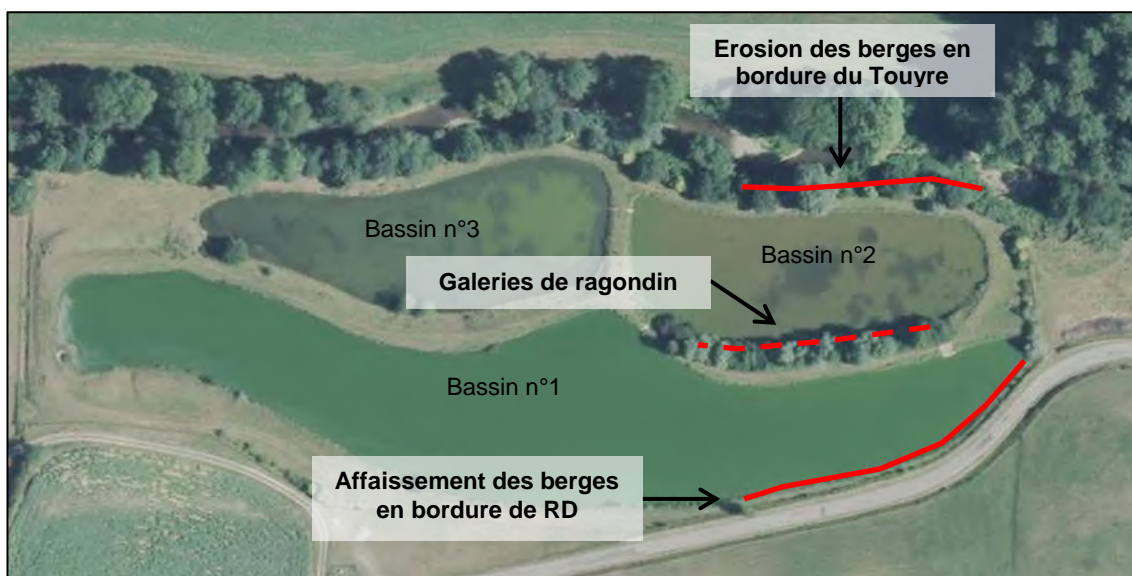 Erosion des berges en
bordure du Touyre
Bassin n°3
Bassin n°2
Galeries de ragondin
Bassin n°1
Affaissement des berges
en bordure de RD